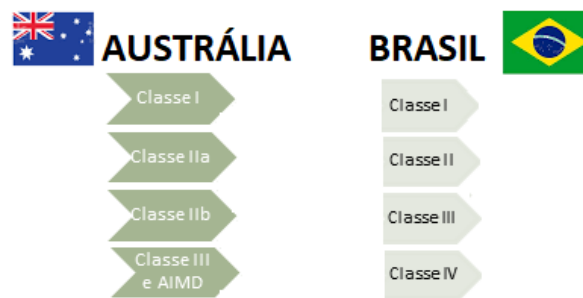 AUSTRÁLIA BRASIL
Classe I Classe I
Classe IIa Classe II
Classe IIb Classe III
Classe III
e AIMD
Classe IV